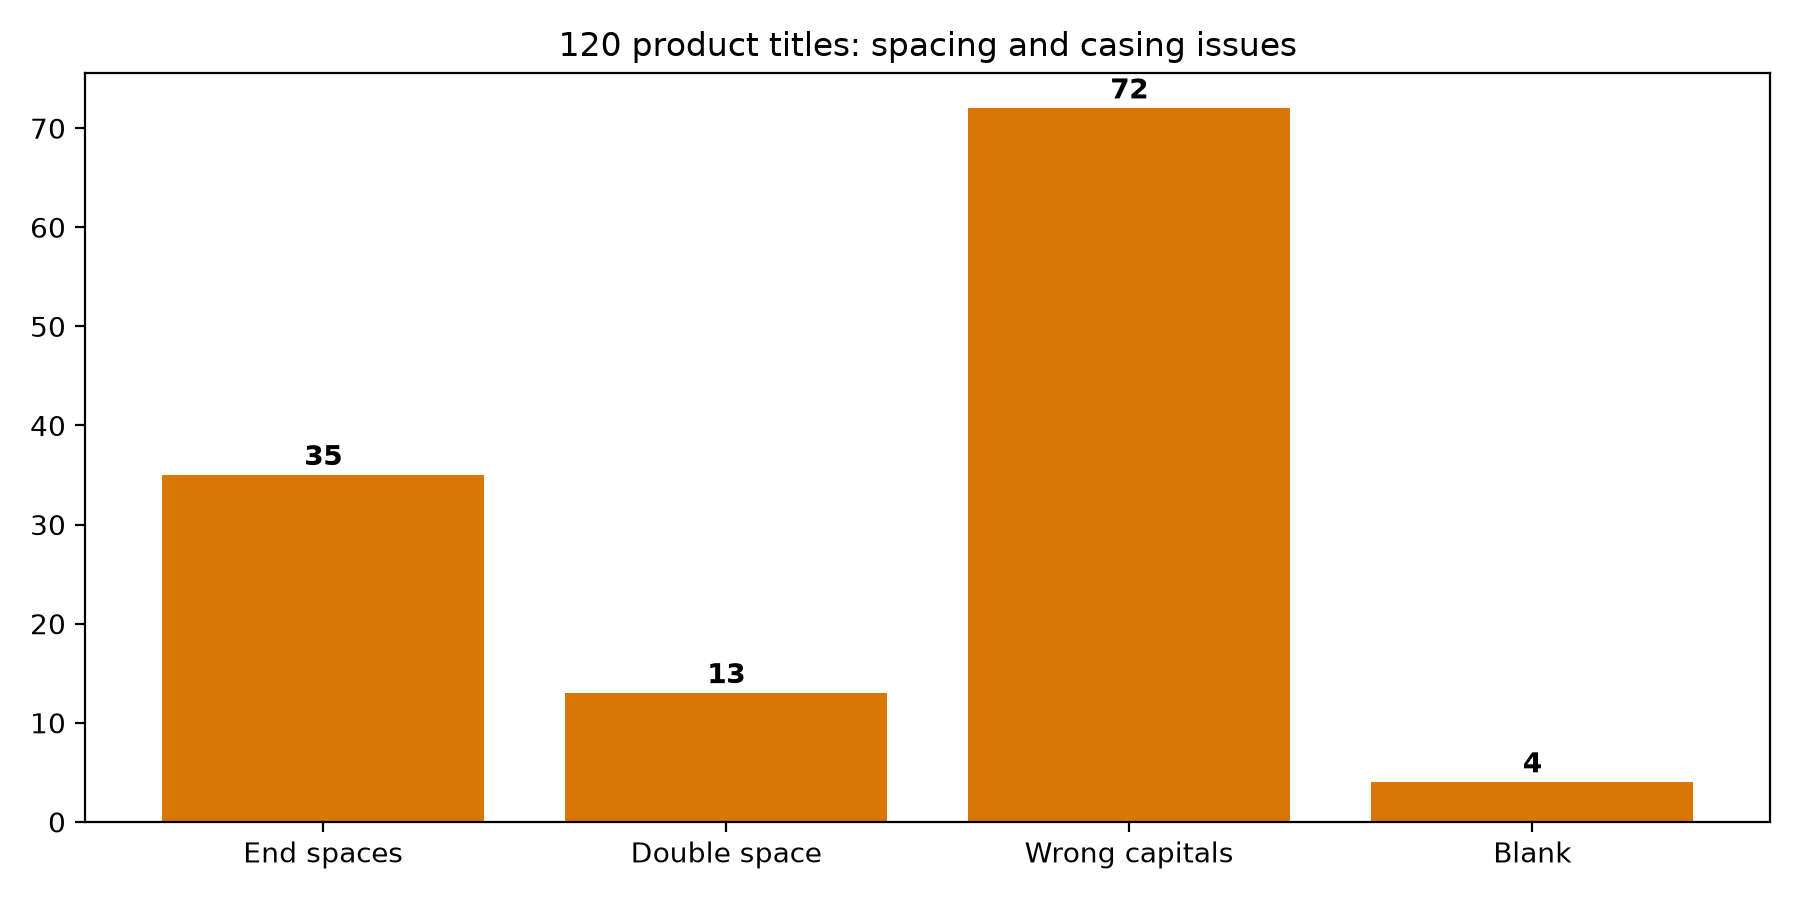 120 product titles: spacing and casing issues
70
60
50
40
30
20
10
0
35
13
72
4
End spaces
Double space
Wrong capitals
Blank